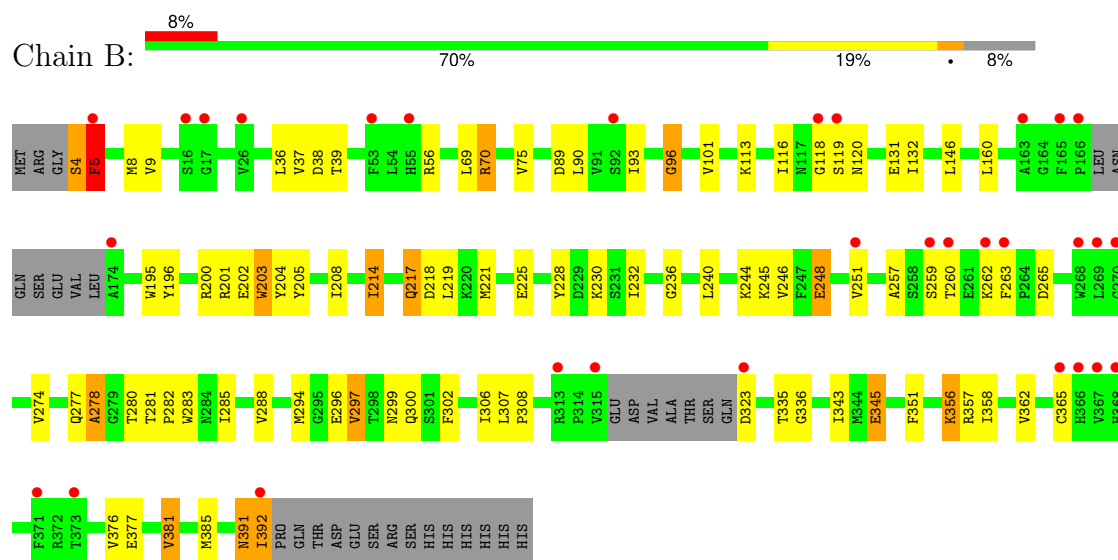 8%
Chain B:
70% 19% • 8%
MET ARG GLY S4 F5 M8 V9 S16 G17 V26 L36 V37 D38 T39 F53 L54 H55 R56 L69 R70 V75 D89 L90 V91 S92 I93 G96 V101 K113 I116 N117 G118 S119 N120 E131 I132 L146 L160 A163 G164 F165 P166 LEU ASN
GLN SER GLU VAL LEU A174 W195 Y196 R200 R201 E202 W203 Y204 Y205 I208 I214 Q217 D218 L219 K220 M221 E225 Y228 D229 K230 S231 I232 G236 L240 K244 K245 V246 F247 E248 V251 A257 S258 S259 T260 E261 K262 F263 P264 D265 W268 L269 G270
V274 Q277 A278 G279 T280 T281 P282 W283 N284 I285 V288 M294 G295 E296 V297 T298 N299 Q300 S301 F302 I306 L307 P308 R313 P314 V315 GLU ASP VAL ALA THR SER GLN D323 T335 G336 I343 M344 E345 F351 K356 R357 I358 V362 C365 H366 V367 H368
F371 R372 T373 V376 E377 V381 M385 N391 I392 PRO GLN THR ASP GLU SER ARG SER HIS HIS HIS HIS HIS HIS